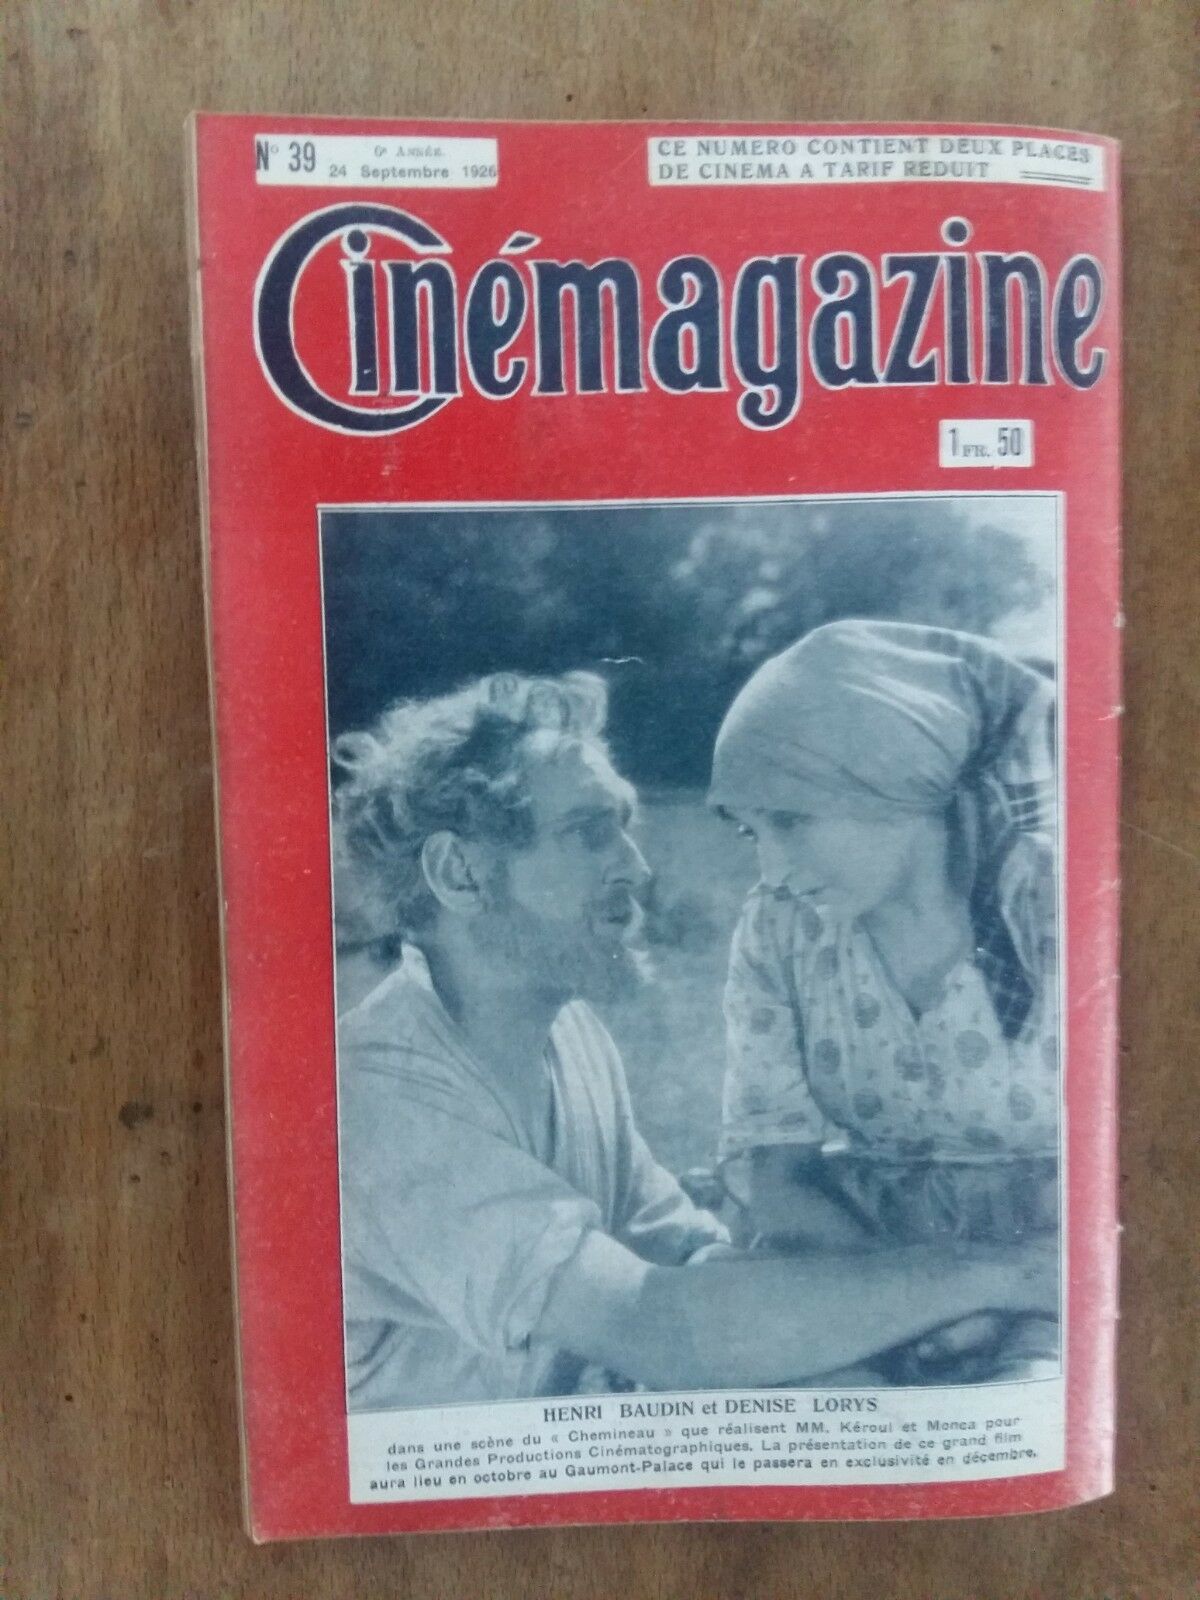 N° 39
6e ANNÉE.
24 Septembre 1926
CE NUMERO CONTIENT DEUX PLACES
DE CINEMA A TARIF REDUIT
Cinémagazine
1 FR. 50
HENRI BAUDIN et DENISE LORYS
dans une scène du « Chemineau » que réalisent MM. Kéroul et Monca pour
les Grandes Productions Cinématographiques. La présentation de ce grand film
aura lieu en octobre au Gaumont-Palace qui le passera en exclusivité en décembre.